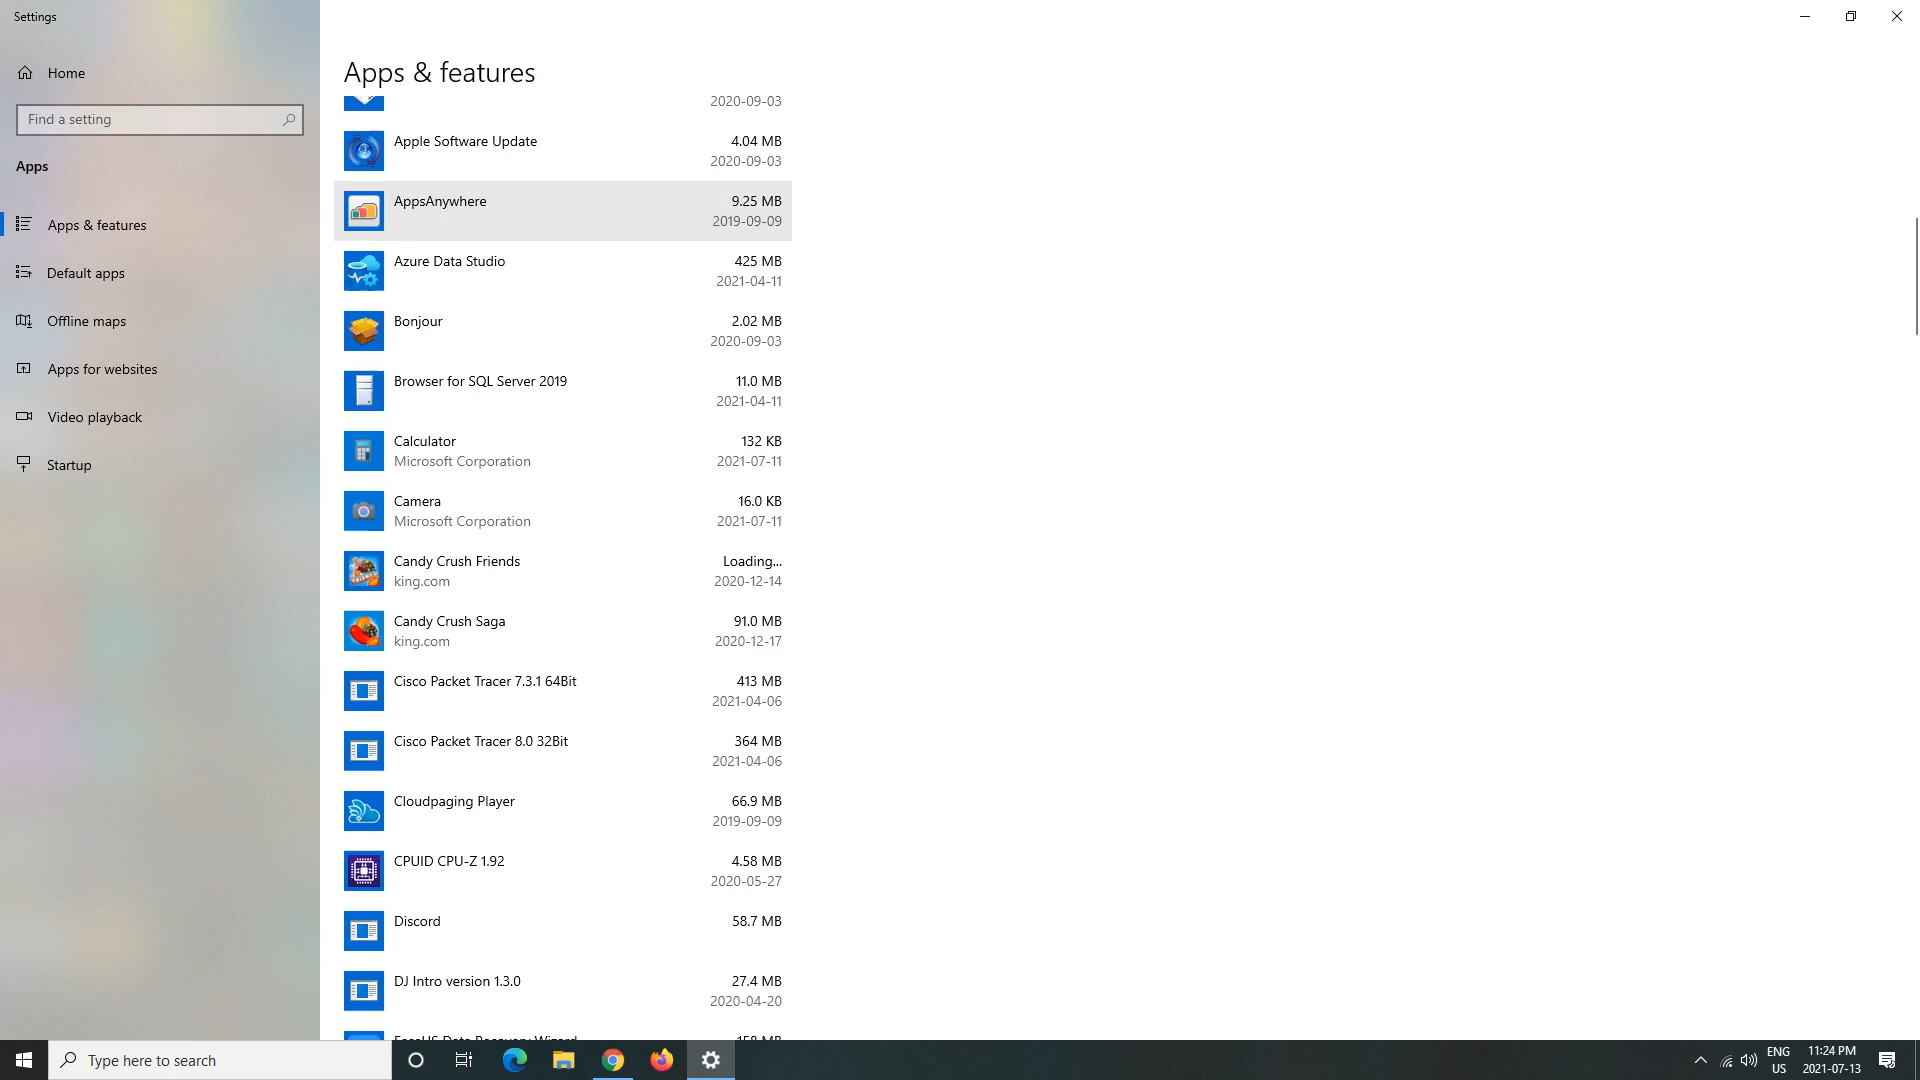 Settings
Home
Find a setting
Apps
Apps & features
Default apps
Offline maps
Apps for websites
Video playback
Startup
Apps & features
2020-09-03
Apple Software Update 4.04 MB
2020-09-03
AppsAnywhere 9.25 MB
2019-09-09
Azure Data Studio 425 MB
2021-04-11
Bonjour 2.02 MB
2020-09-03
Browser for SQL Server 2019 11.0 MB
2021-04-11
Calculator 132 KB
Microsoft Corporation 2021-07-11
Camera 16.0 KB
Microsoft Corporation 2021-07-11
Candy Crush Friends Loading...
king.com 2020-12-14
Candy Crush Saga 91.0 MB
king.com 2020-12-17
Cisco Packet Tracer 7.3.1 64Bit 413 MB
2021-04-06
Cisco Packet Tracer 8.0 32Bit 364 MB
2021-04-06
Cloudpaging Player 66.9 MB
2019-09-09
CPUID CPU-Z 1.92 4.58 MB
2020-05-27
Discord 58.7 MB
DJ Intro version 1.3.0 27.4 MB
2020-04-20
Type here to search
ENG
US
11:24 PM
2021-07-13